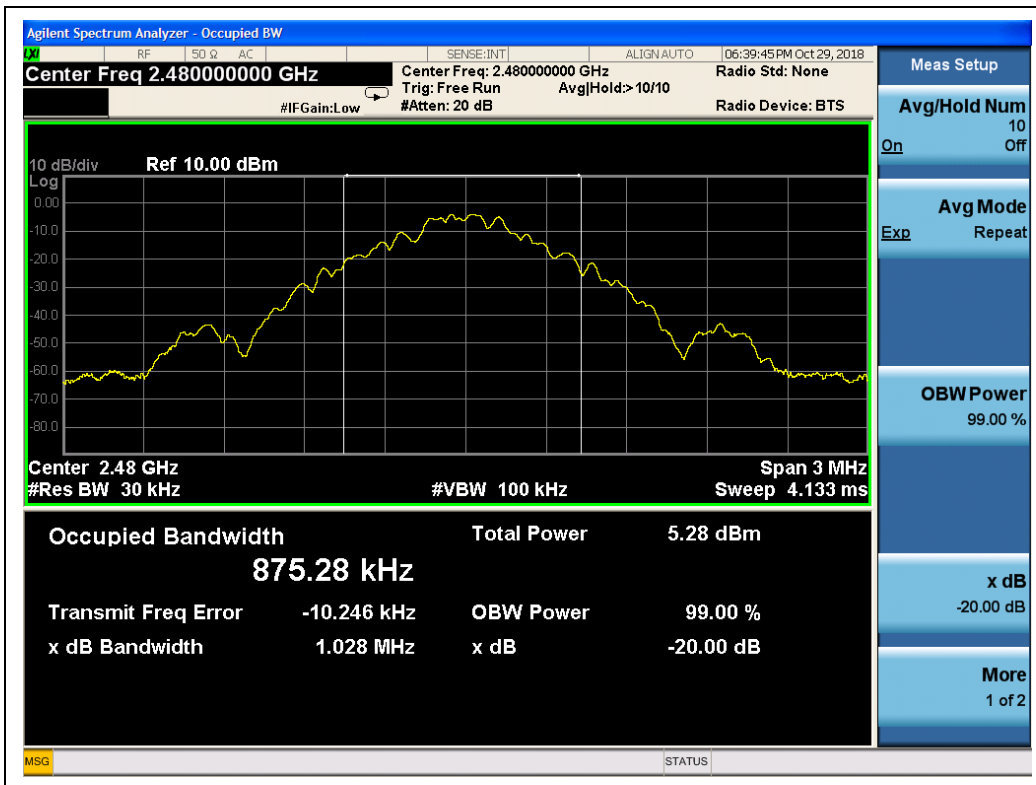 Agilent Spectrum Analyzer - Occupied BW
LXI RF 50 Ω AC SENSE:INT ALIGN AUTO 06:39:45 PM Oct 29, 2018
Center Freq 2.480000000 GHz
Center Freq: 2.480000000 GHz
Radio Std: None
Trig: Free Run Avg|Hold:> 10/10
#IFGain:Low
#Atten: 20 dB
Radio Device: BTS
10 dB/div Ref 10.00 dBm
Log
0.00
-10.0
-20.0
-30.0
-40.0
-50.0
-60.0
-70.0
-80.0
Center 2.48 GHz Span 3 MHz
#Res BW 30 kHz #VBW 100 kHz Sweep 4.133 ms
Occupied Bandwidth Total Power 5.28 dBm
875.28 kHz
Transmit Freq Error -10.246 kHz OBW Power 99.00 %
x dB Bandwidth 1.028 MHz x dB -20.00 dB
Meas Setup
Avg/Hold Num
10
On Off
Avg Mode
Exp Repeat
OBW Power
99.00 %
x dB
-20.00 dB
More
1 of 2
MSG STATUS